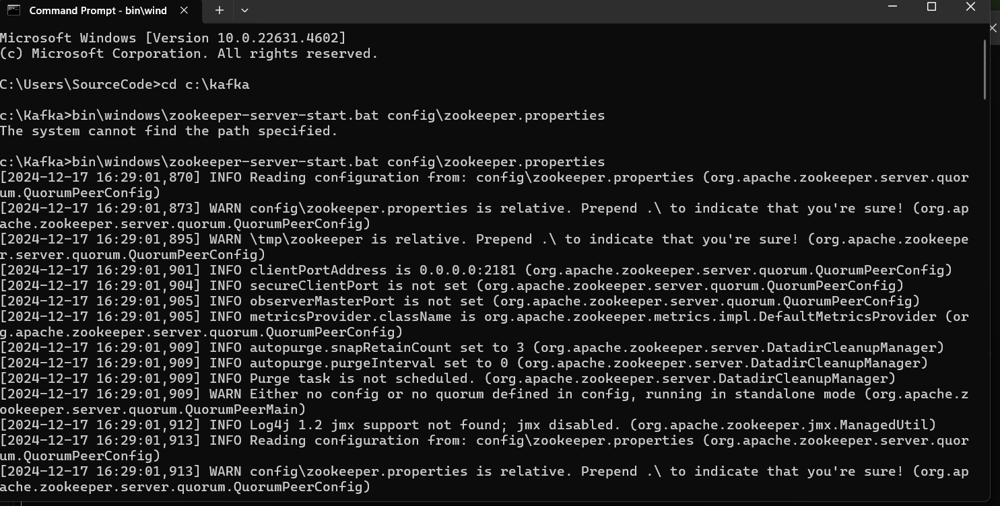 Command Prompt - bin\wind
Microsoft Windows [Version 10.0.22631.4602]
(c) Microsoft Corporation. All rights reserved.
C:\Users\SourceCode>cd c:\kafka
c:\Kafka>bin\windows\zookeeper-server-start.bat config\zookeeper.properties
The system cannot find the path specified.
c:\Kafka>bin\windows\zookeeper-server-start.bat config\zookeeper.properties
[2024-12-17 16:29:01,870] INFO Reading configuration from: config\zookeeper.properties (org.apache.zookeeper.server.quor
um.QuorumPeerConfig)
[2024-12-17 16:29:01,873] WARN config\zookeeper.properties is relative. Prepend .\ to indicate that you're sure! (org.ap
ache.zookeeper.server.quorum.QuorumPeerConfig)
[2024-12-17 16:29:01,895] WARN \tmp\zookeeper is relative. Prepend .\ to indicate that you're sure! (org.apache.zookeepe
r.server.quorum.QuorumPeerConfig)
[2024-12-17 16:29:01,901] INFO clientPortAddress is 0.0.0.0:2181 (org.apache.zookeeper.server.quorum.QuorumPeerConfig)
[2024-12-17 16:29:01,904] INFO secureClientPort is not set (org.apache.zookeeper.server.quorum.QuorumPeerConfig)
[2024-12-17 16:29:01,905] INFO observerMasterPort is not set (org.apache.zookeeper.server.quorum.QuorumPeerConfig)
[2024-12-17 16:29:01,905] INFO metricsProvider.className is org.apache.zookeeper.metrics.impl.DefaultMetricsProvider (or
g.apache.zookeeper.server.quorum.QuorumPeerConfig)
[2024-12-17 16:29:01,909] INFO autopurge.snapRetainCount set to 3 (org.apache.zookeeper.server.DatadirCleanupManager)
[2024-12-17 16:29:01,909] INFO autopurge.purgeInterval set to 0 (org.apache.zookeeper.server.DatadirCleanupManager)
[2024-12-17 16:29:01,909] INFO Purge task is not scheduled. (org.apache.zookeeper.server.DatadirCleanupManager)
[2024-12-17 16:29:01,909] WARN Either no config or no quorum defined in config, running in standalone mode (org.apache.z
ookeeper.server.quorum.QuorumPeerMain)
[2024-12-17 16:29:01,912] INFO Log4j 1.2 jmx support not found; jmx disabled. (org.apache.zookeeper.jmx.ManagedUtil)
[2024-12-17 16:29:01,913] INFO Reading configuration from: config\zookeeper.properties (org.apache.zookeeper.server.quor
um.QuorumPeerConfig)
[2024-12-17 16:29:01,913] WARN config\zookeeper.properties is relative. Prepend .\ to indicate that you're sure! (org.ap
ache.zookeeper.server.quorum.QuorumPeerConfig)